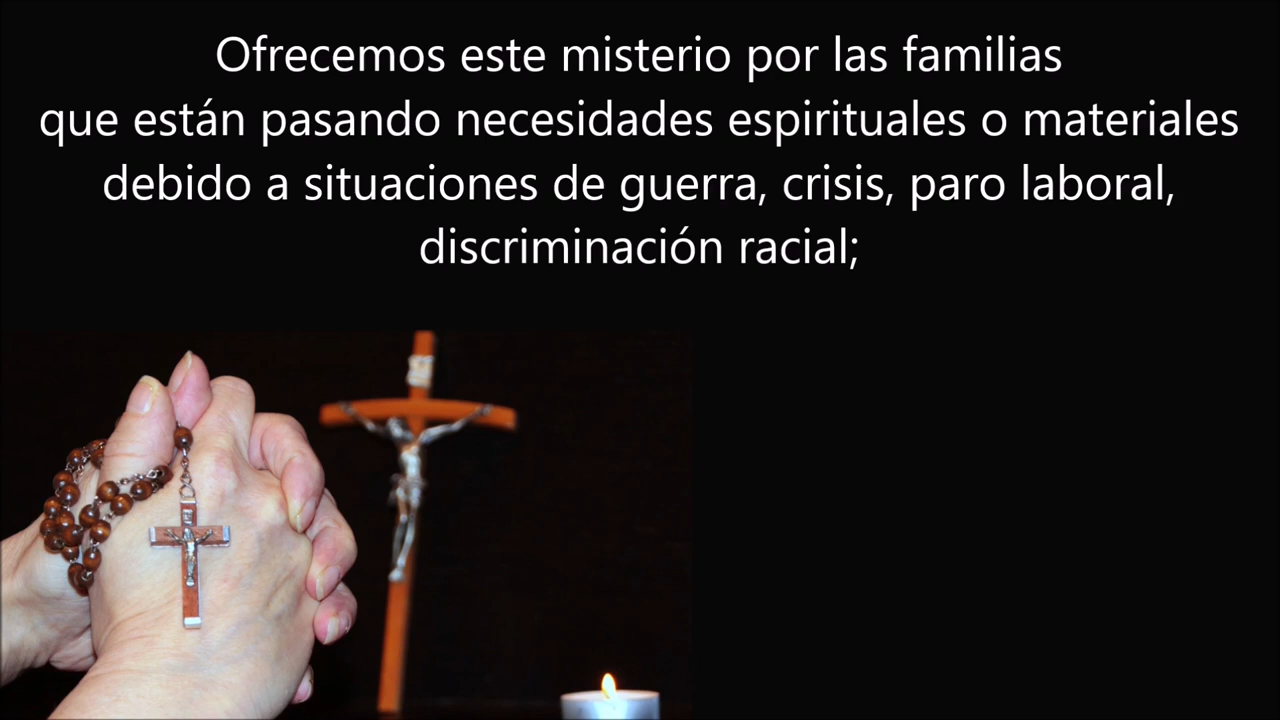 Ofrecemos este misterio por las familias
que están pasando necesidades espirituales o materiales
debido a situaciones de guerra, crisis, paro laboral,
discriminación racial;